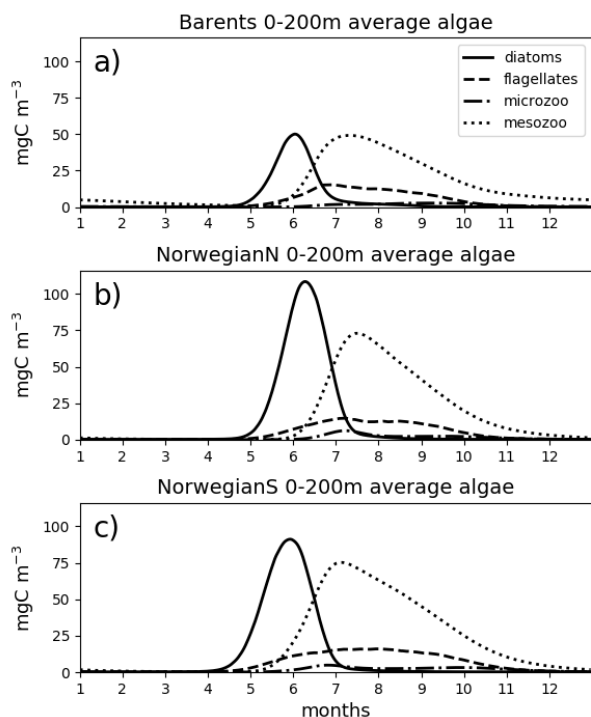 Barents 0-200m average algae
a)
diatoms
flagellates
microzoo
mesozoo
mgC m⁻³
100
75
50
25
0
1 2 3 4 5 6 7 8 9 10 11 12
NorwegianN 0-200m average algae
b)
mgC m⁻³
100
75
50
25
0
1 2 3 4 5 6 7 8 9 10 11 12
NorwegianS 0-200m average algae
c)
mgC m⁻³
100
75
50
25
0
1 2 3 4 5 6 7 8 9 10 11 12
months